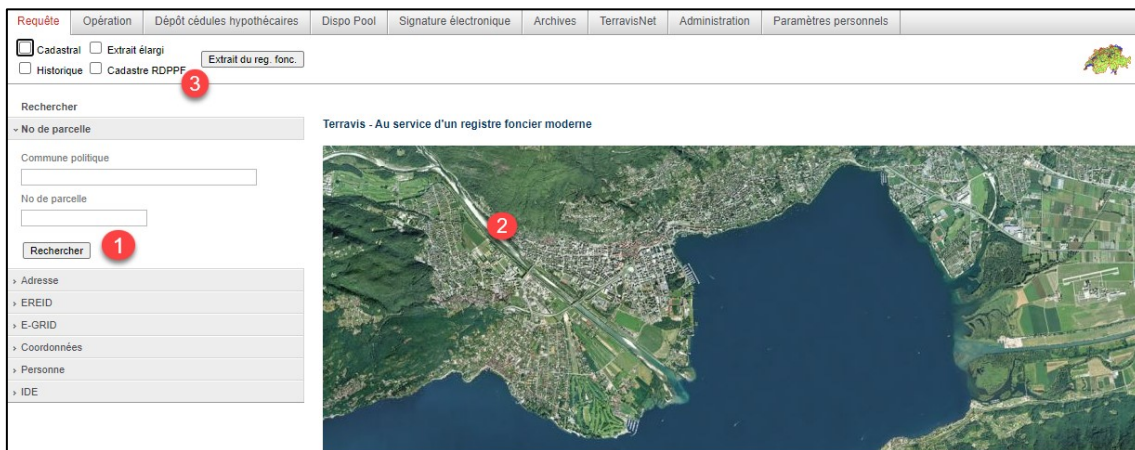 Requête Opération Dépôt cédules hypothécaires Dispo Pool Signature électronique Archives TerravisNet Administration Paramètres personnels
Cadastral Extrait élargi
Historique Cadastre RDPPF
Extrait du reg. fonc.
3
Rechercher
No de parcelle
Commune politique
No de parcelle
Rechercher
1
Adresse
EREID
E-GRID
Coordonnées
Personne
IDE
Terravis - Au service d'un registre foncier moderne
2